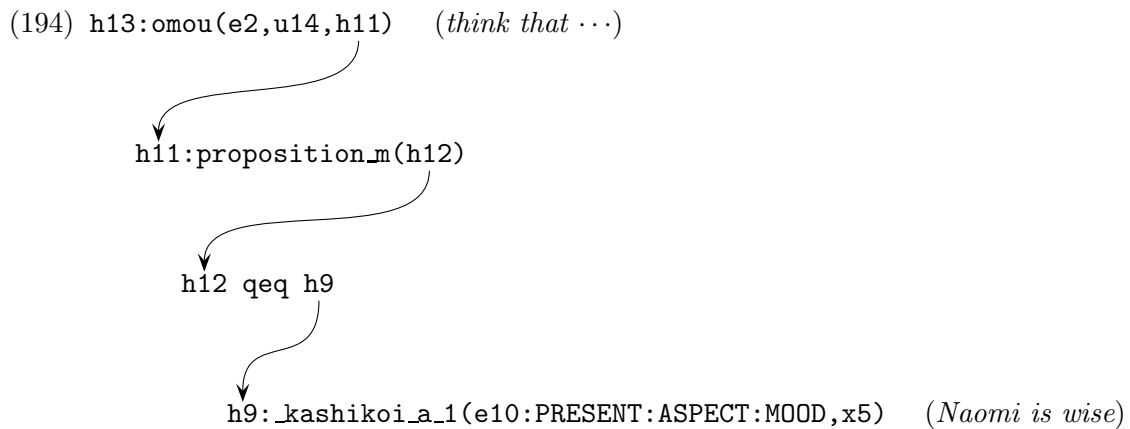 (194) h13:omou(e2,u14,h11) (think that ···)
h11:proposition_m(h12)
h12 qeq h9
h9:_kashikoi_a_1(e10:PRESENT:ASPECT:MOOD,x5) (Naomi is wise)